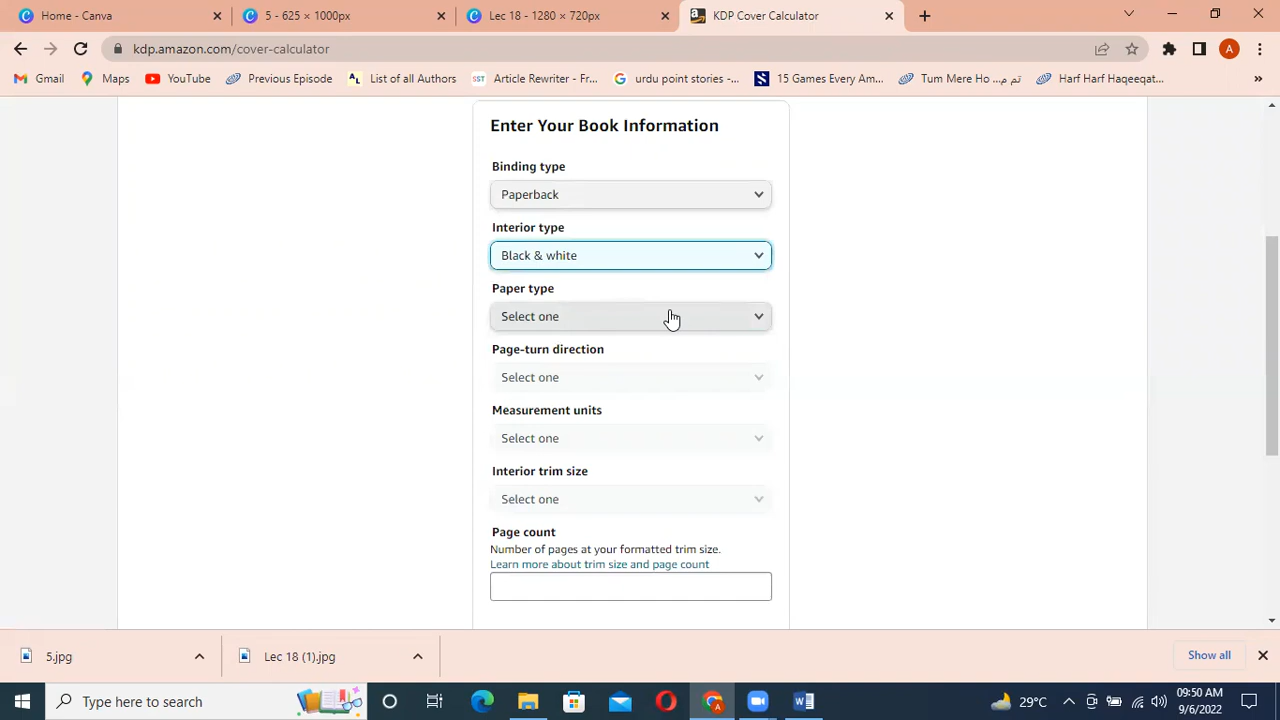 Home - Canva
5 - 625 × 1000px
Lec 18 - 1280 × 720px
KDP Cover Calculator
kdp.amazon.com/cover-calculator
A
Gmail
Maps
YouTube
Previous Episode
List of all Authors
SST
Article Rewriter - Fr...
urdu point stories -...
15 Games Every Am...
Tum Mere Ho ...تم م
Harf Harf Haqeeqat...
Enter Your Book Information
Binding type
Paperback
Interior type
Black & white
Paper type
Select one
Page-turn direction
Select one
Measurement units
Select one
Interior trim size
Select one
Page count
Number of pages at your formatted trim size.
Learn more about trim size and page count
5.jpg
Lec 18 (1).jpg
Show all
Type here to search
29°C
09:50 AM
9/6/2022